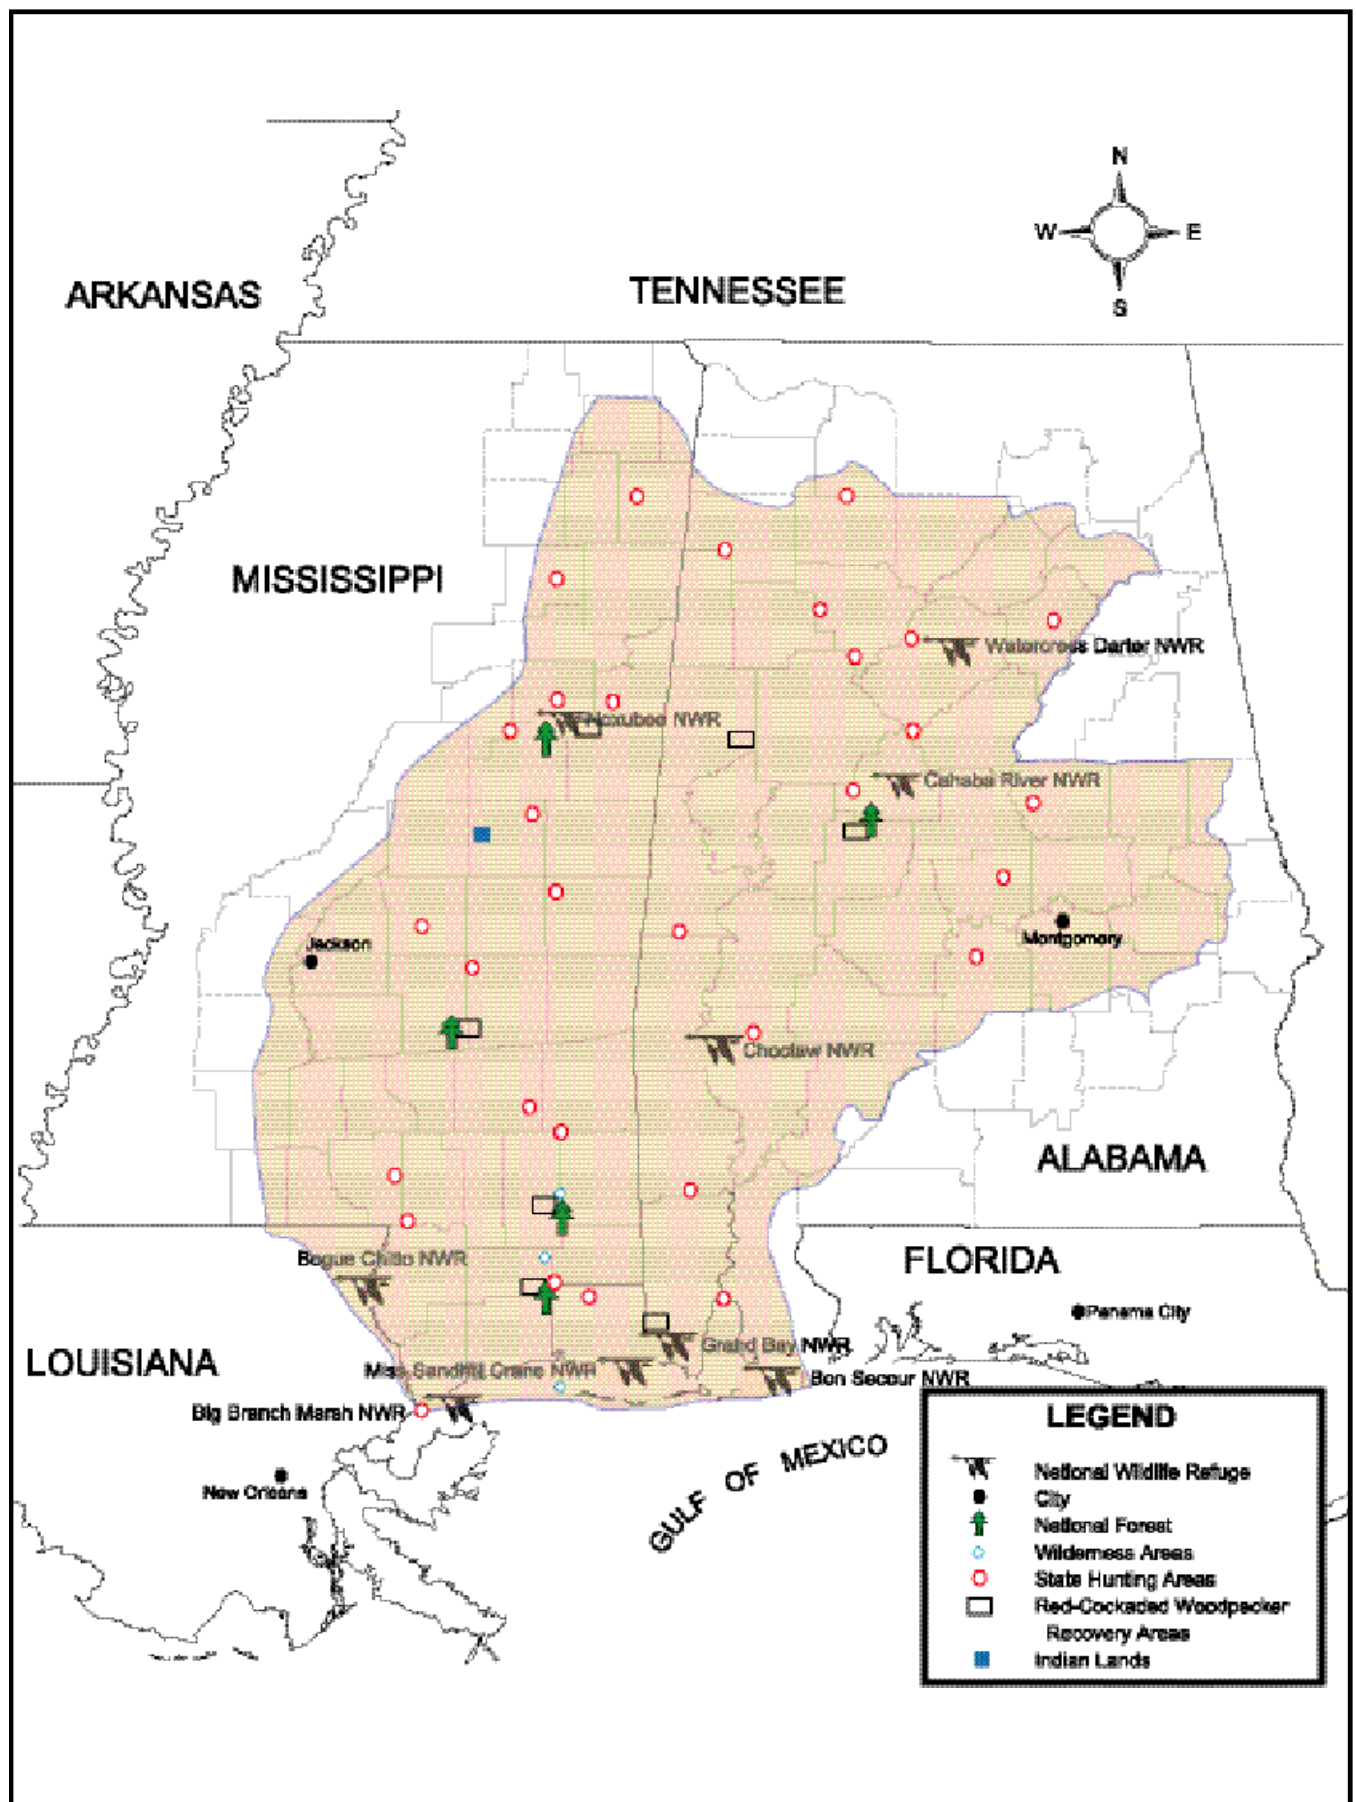 N
W E
S
ARKANSAS
TENNESSEE
MISSISSIPPI
Watercress Darter NWR
Noxubee NWR
Cahaba River NWR
Jackson
Montgomery
Choctaw NWR
ALABAMA
Bogue Chitto NWR
FLORIDA
Panama City
LOUISIANA
Grand Bay NWR
Miss. Sandhill Crane NWR
Bon Secour NWR
Big Branch Marsh NWR
GULF OF MEXICO
New Orleans
LEGEND
National Wildlife Refuge
City
National Forest
Wilderness Areas
State Hunting Areas
Red-Cockaded Woodpecker
Recovery Areas
Indian Lands